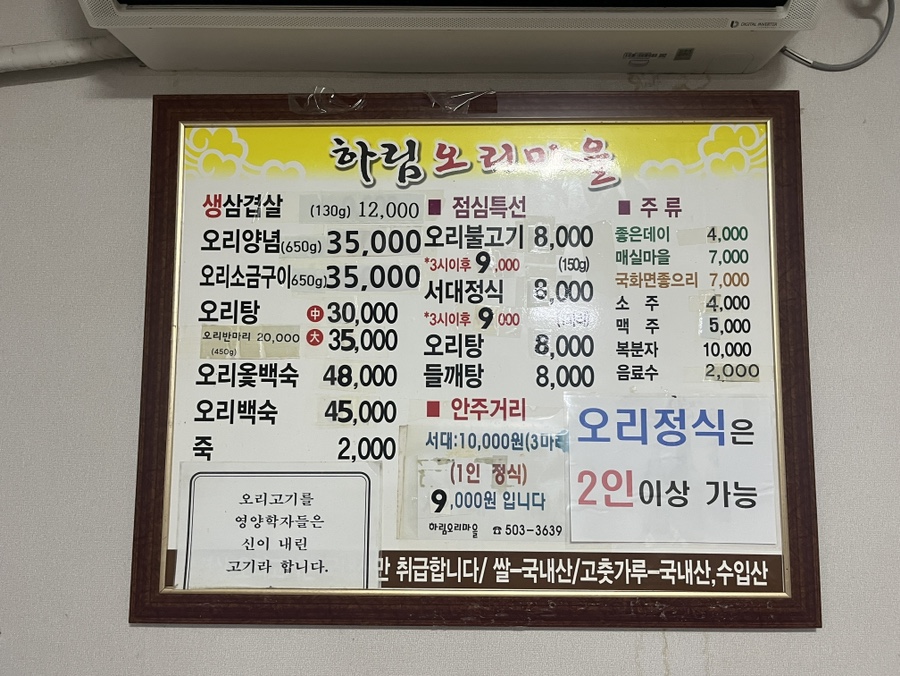 DIGITAL INVERTER
하림오리마을
생삼겹살 (130g) 12,000
오리양념(650g) 35,000
오리소금구이650g) 35,000
오리탕 中 30,000
오리반마리 20,000 大 35,000
(450g)
오리옻백숙 48,000
오리백숙 45,000
죽 2,000
오리고기를
영양학자들은
신이 내린
고기라 합니다.
■ 점심특선
오리불고기 8,000
*3시이후 9,000 (150g)
서대정식 8,000
*3시이후 9,000
오리탕 8,000
들깨탕 8,000
■ 안주거리
서대:10,000원(3마리
(1인 정식)
9,000원 입니다
하림오리마을 ☎503-3639
■ 주 류
좋은데이 4,000
매실마을 7,000
국화면좋으리 7,000
소 주 4,000
맥 주 5,000
복분자 10,000
음료수 2,000
오리정식은
2인이상 가능
만 취급합니다/ 쌀-국내산/고춧가루-국내산,수입산